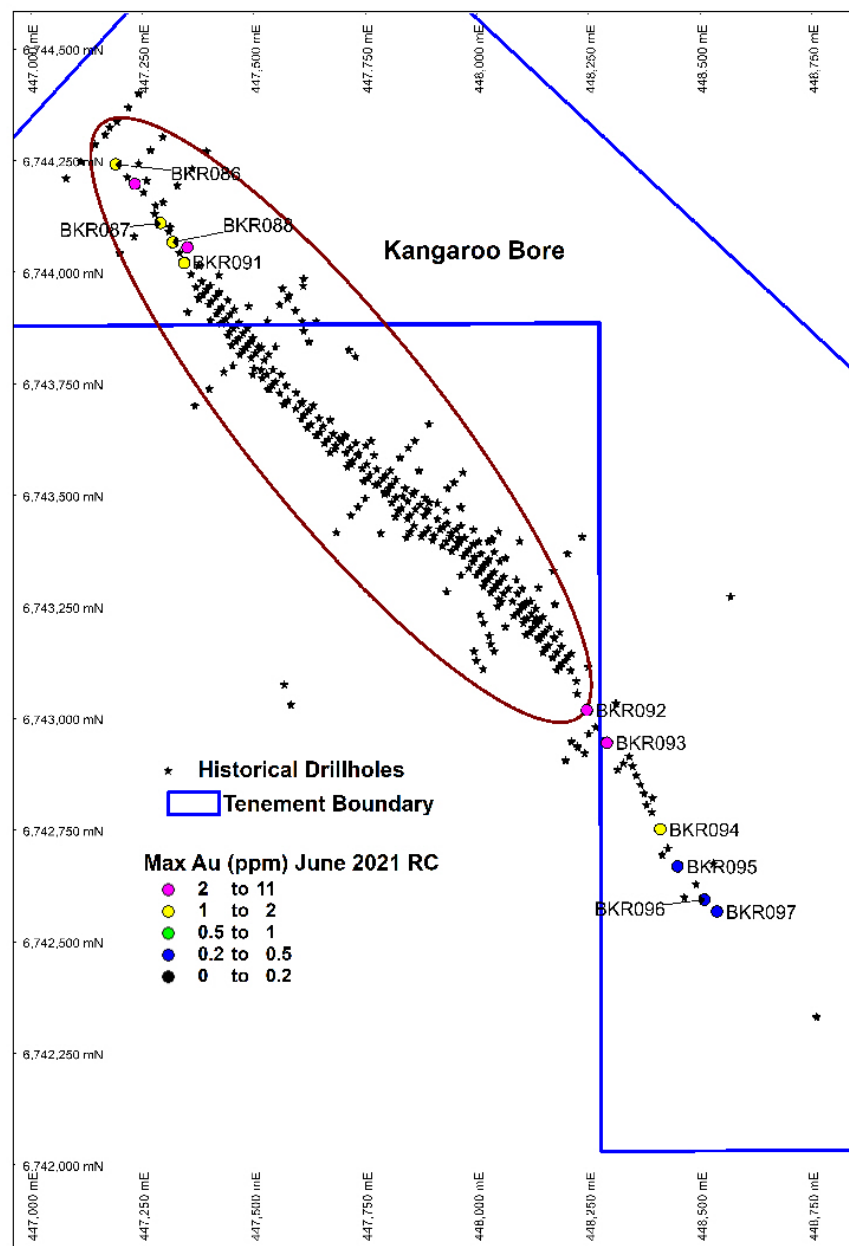 447,000 mE
447,250 mE
447,500 mE
447,750 mE
448,000 mE
448,250 mE
448,500 mE
448,750 mE
6,744,500 mN
6,744,250 mN
BKR086
BKR087
BKR088
BKR091
Kangaroo Bore
6,744,000 mN
6,743,750 mN
6,743,500 mN
6,743,250 mN
6,743,000 mN
BKR092
BKR093
Historical Drillholes
Tenement Boundary
6,742,750 mN
BKR094
BKR095
BKR096
BKR097
Max Au (ppm) June 2021 RC
2 to 11
1 to 2
0.5 to 1
0.2 to 0.5
0 to 0.2
6,742,500 mN
6,742,250 mN
6,742,000 mN
447,000 mE
447,250 mE
447,500 mE
447,750 mE
448,000 mE
448,250 mE
448,500 mE
448,750 mE